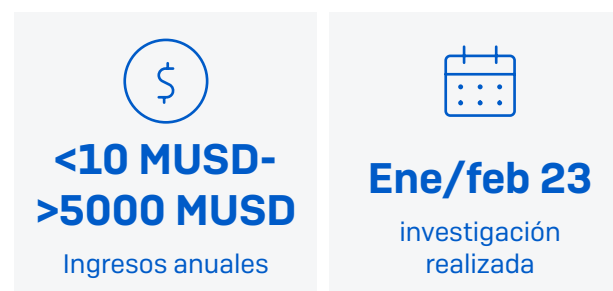 $
<10 MUSD-
>5000 MUSD
Ingresos anuales
Ene/feb 23
investigación
realizada